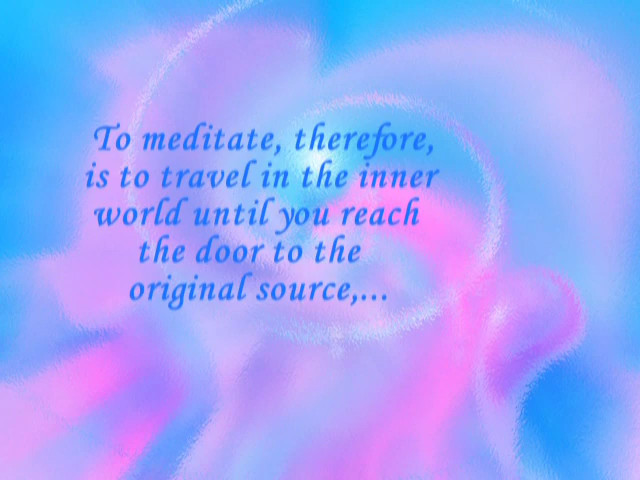 To meditate, therefore,
is to travel in the inner
world until you reach
the door to the
original source,...